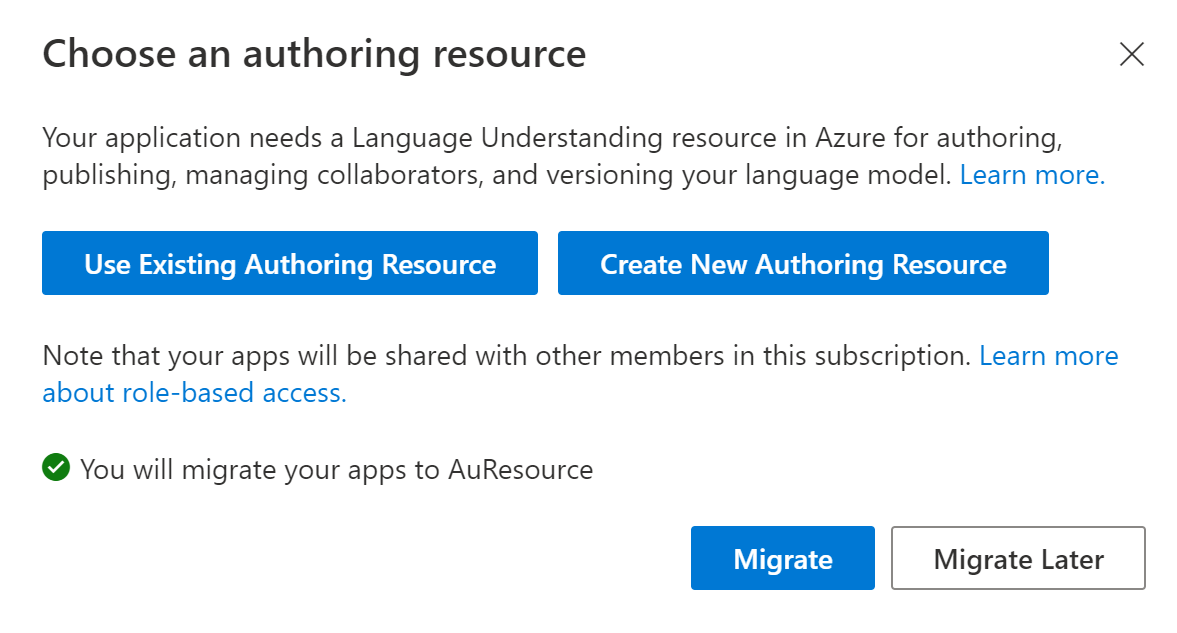 Choose an authoring resource
Your application needs a Language Understanding resource in Azure for authoring,
publishing, managing collaborators, and versioning your language model. Learn more.
Use Existing Authoring Resource
Create New Authoring Resource
Note that your apps will be shared with other members in this subscription. Learn more
about role-based access.
You will migrate your apps to AuResource
Migrate
Migrate Later